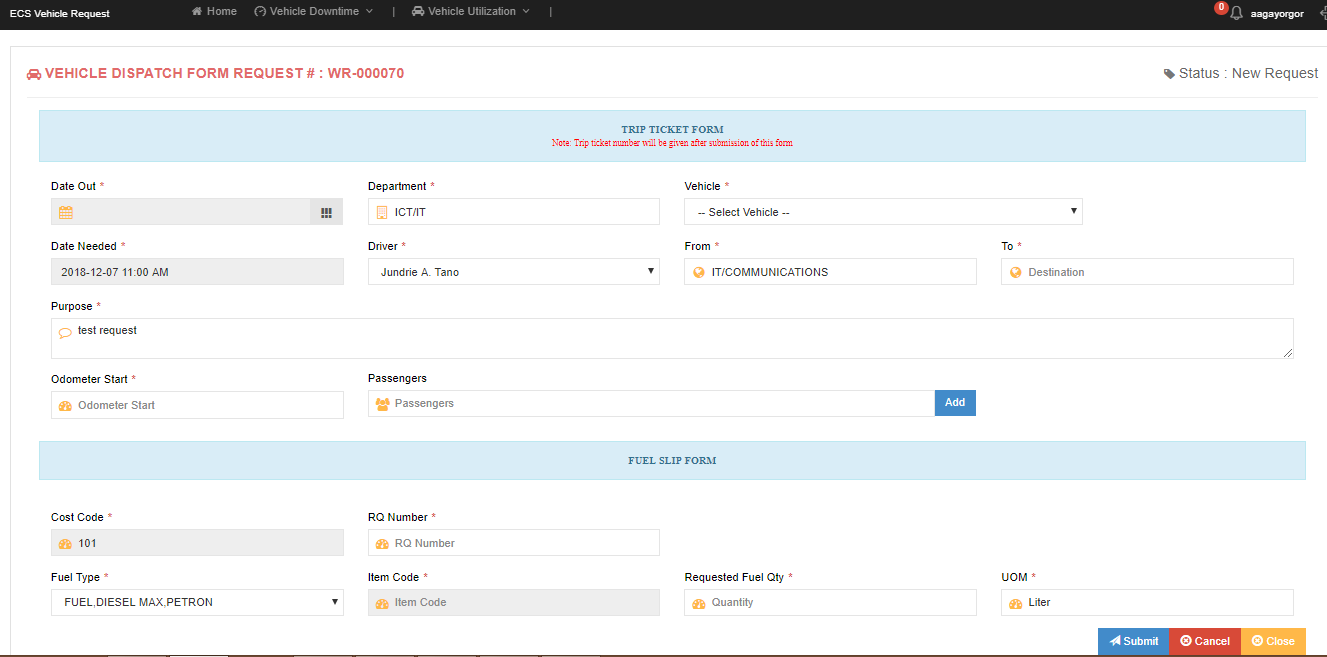 ECS Vehicle Request Home Vehicle Downtime | Vehicle Utilization | 0 aagayorgor
VEHICLE DISPATCH FORM REQUEST # : WR-000070 Status : New Request
TRIP TICKET FORM
Note: Trip ticket number will be given after submission of this form
Date Out * Department * Vehicle *
ICT/IT -- Select Vehicle --
Date Needed * Driver * From * To *
2018-12-07 11:00 AM Jundrie A. Tano IT/COMMUNICATIONS Destination
Purpose *
test request
Odometer Start * Passengers
Odometer Start Passengers Add
FUEL SLIP FORM
Cost Code * RQ Number *
101 RQ Number
Fuel Type * Item Code * Requested Fuel Qty * UOM *
FUEL,DIESEL MAX,PETRON Item Code Quantity Liter
Submit Cancel Close